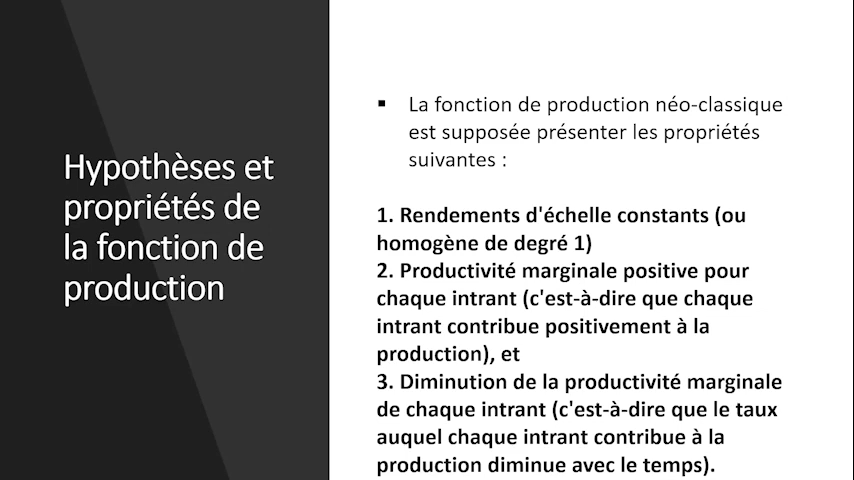 Hypothèses et
propriétés de
la fonction de
production
▪ La fonction de production néo-classique
est supposée présenter les propriétés
suivantes :
1. Rendements d'échelle constants (ou
homogène de degré 1)
2. Productivité marginale positive pour
chaque intrant (c'est-à-dire que chaque
intrant contribue positivement à la
production), et
3. Diminution de la productivité marginale
de chaque intrant (c'est-à-dire que le taux
auquel chaque intrant contribue à la
production diminue avec le temps).